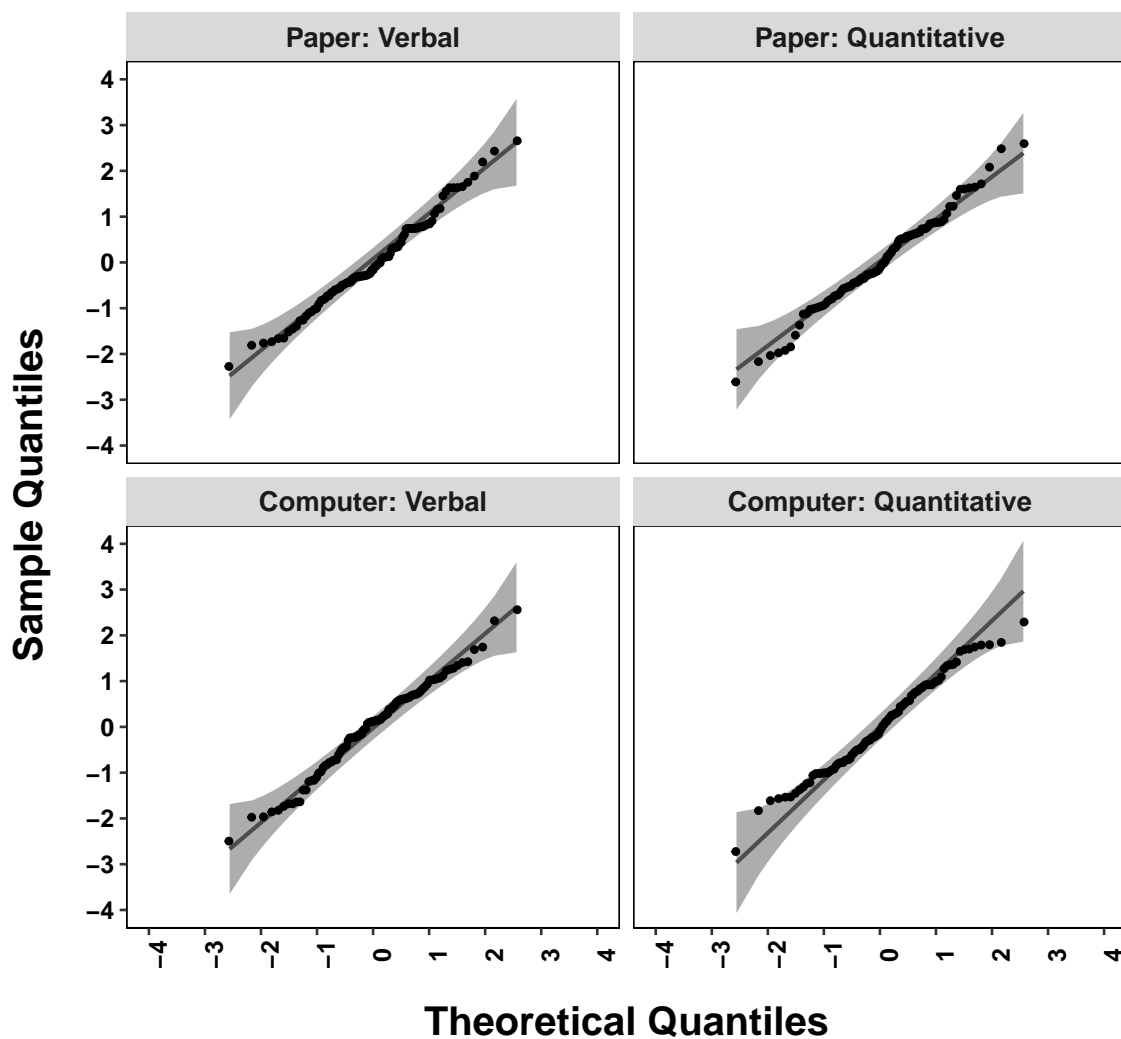 Paper: Verbal
Paper: Quantitative
4
3
2
1
0
−1
−2
−3
−4
Computer: Verbal
Computer: Quantitative
4
3
2
1
0
−1
−2
−3
−4
−4 −3 −2 −1 0 1 2 3 4
−4 −3 −2 −1 0 1 2 3 4
Sample Quantiles
Theoretical Quantiles